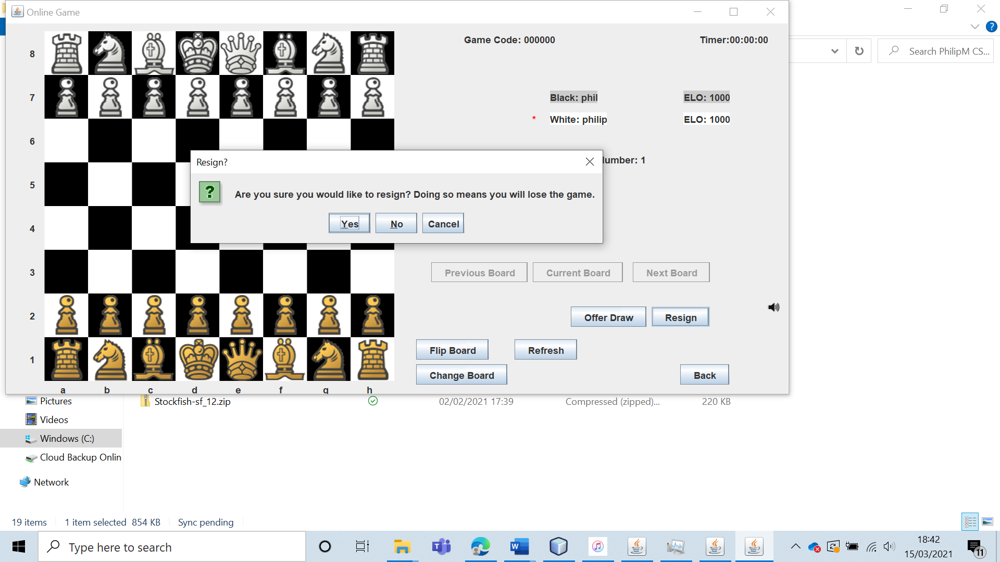 Online Game
Game Code: 000000
Timer:00:00:00
Search PhilipM CS...
8
7
6
5
4
3
2
1
a b c d e f g h
Black: phil ELO: 1000
* White: philip ELO: 1000
umber: 1
Resign?
?
Are you sure you would like to resign? Doing so means you will lose the game.
Yes No Cancel
Previous Board Current Board Next Board
Offer Draw Resign
Flip Board Refresh
Change Board Back
Pictures
Stockfish-sf_12.zip 02/02/2021 17:39 Compressed (zipped)... 220 KB
Videos
Windows (C:)
Cloud Backup Onlin
Network
19 items 1 item selected 854 KB Sync pending
Type here to search
18:42
15/03/2021
11